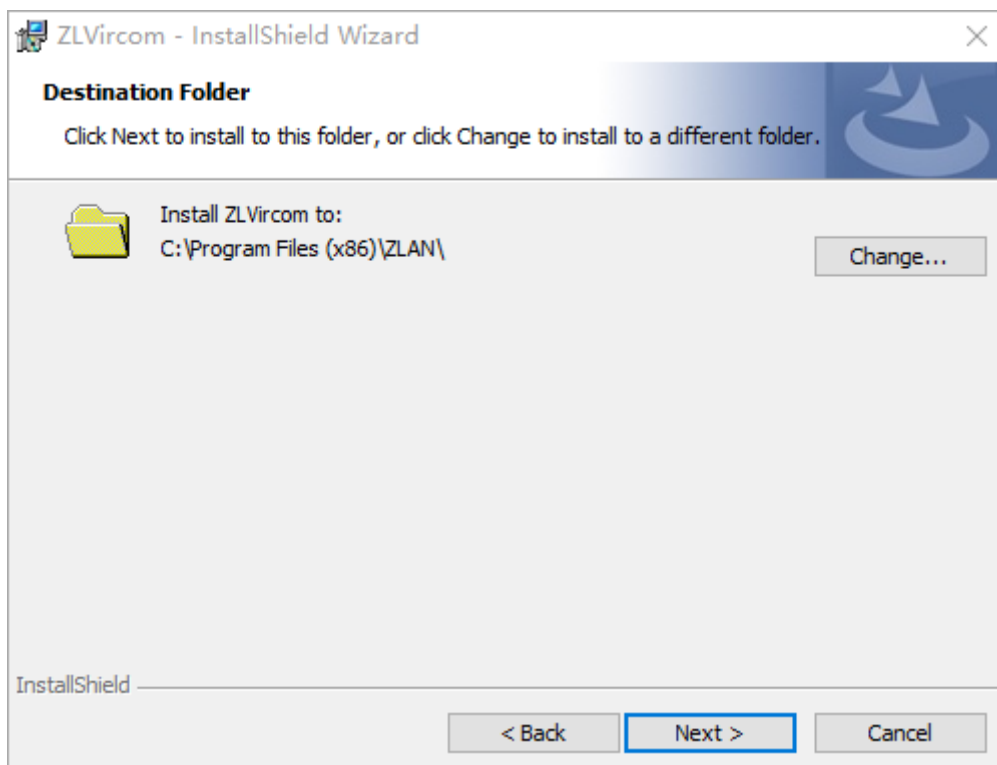 ZLVircom - InstallShield Wizard
Destination Folder
Click Next to install to this folder, or click Change to install to a different folder.
Install ZLVircom to:
C:\Program Files (x86)\ZLAN\
Change...
InstallShield
< Back
Next >
Cancel